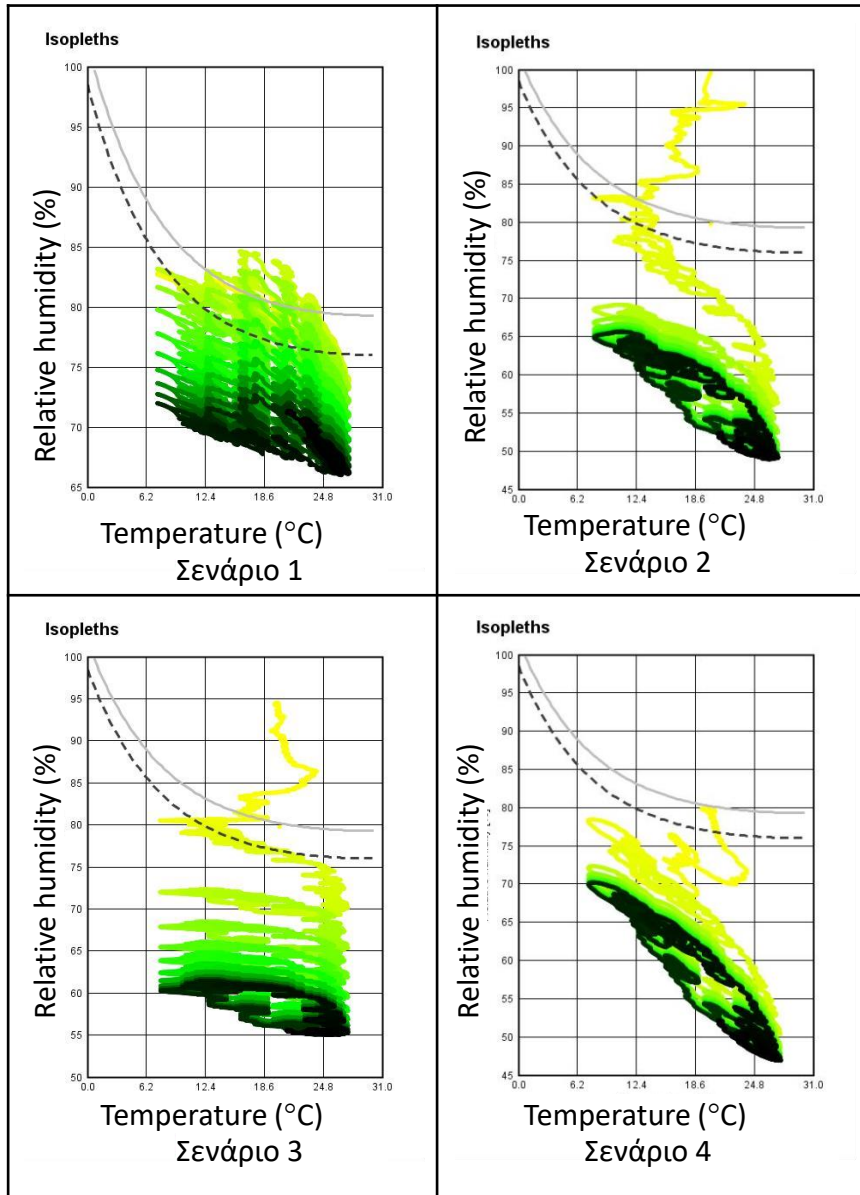 Isopleths
100
95
90
85
80
75
70
65
0.0 6.2 12.4 18.6 24.8 31.0
Relative humidity (%)
Temperature (°C)
Σενάριο 1
Isopleths
100
95
90
85
80
75
70
65
60
55
50
45
0.0 6.2 12.4 18.6 24.8 31.0
Relative humidity (%)
Temperature (°C)
Σενάριο 2
Isopleths
100
95
90
85
80
75
70
65
60
55
50
0.0 6.2 12.4 18.6 24.8 31.0
Relative humidity (%)
Temperature (°C)
Σενάριο 3
Isopleths
100
95
90
85
80
75
70
65
60
55
50
45
0.0 6.2 12.4 18.6 24.8 31.0
Relative humidity (%)
Temperature (°C)
Σενάριο 4